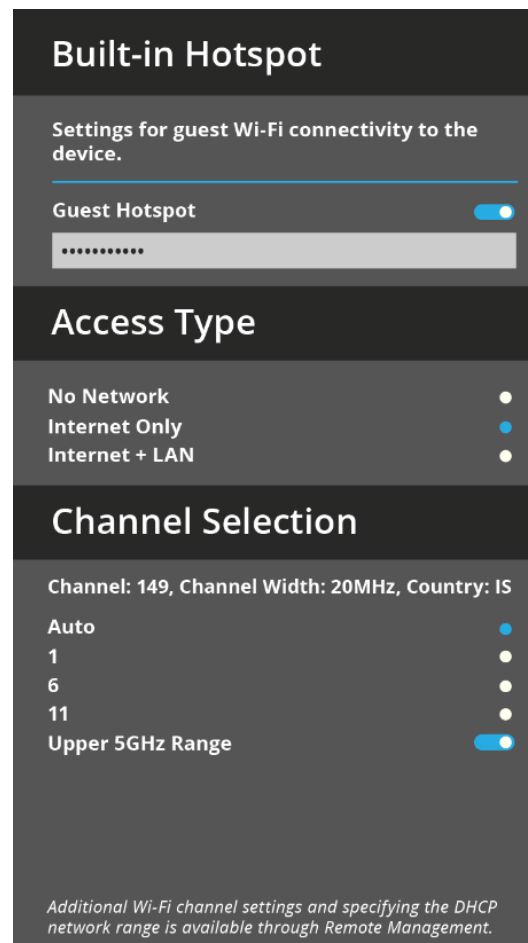 Built-in Hotspot
Settings for guest Wi-Fi connectivity to the
device.
Guest Hotspot
•••••••••••
Access Type
No Network
Internet Only
Internet + LAN
Channel Selection
Channel: 149, Channel Width: 20MHz, Country: IS
Auto
1
6
11
Upper 5GHz Range
Additional Wi-Fi channel settings and specifying the DHCP
network range is available through Remote Management.